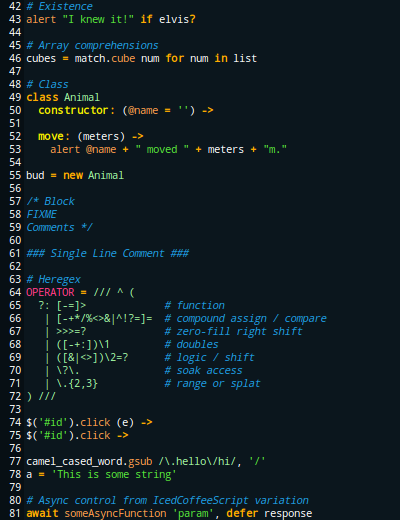 42 # Existence
43 alert "I knew it!" if elvis?
44
45 # Array comprehensions
46 cubes = match.cube num for num in list
47
48 # Class
49 class Animal
50   constructor: (@name = '') ->
51
52   move: (meters) ->
53     alert @name + " moved " + meters + "m."
54
55 bud = new Animal
56
57 /* Block
58 FIXME
59 Comments */
60
61 ### Single Line Comment ###
62
63 # Heregex
64 OPERATOR = /// ^ (
65   ?: [-=]>            # function
66    | [-+*/%<>&|^!?=]=  # compound assign / compare
67    | >>>=?            # zero-fill right shift
68    | ([-+:])\1        # doubles
69    | ([&|<>])\2=?     # logic / shift
70    | \?\.             # soak access
71    | \.{2,3}          # range or splat
72 ) ///
73
74 $('#id').click (e) ->
75 $('#id').click ->
76
77 camel_cased_word.gsub /\.hello\/hi/, '/'
78 a = 'This is some string'
79
80 # Async control from IcedCoffeeScript variation
81 await someAsyncFunction 'param', defer response